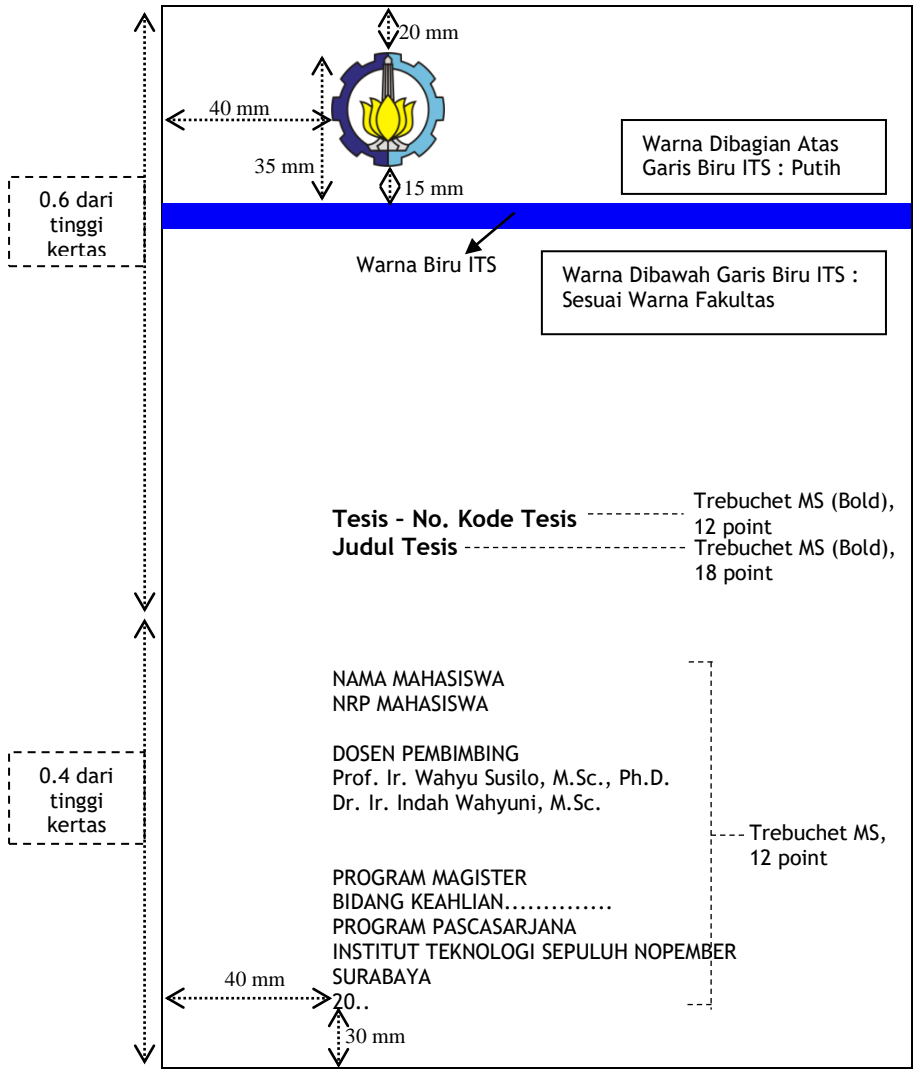 20 mm
40 mm
35 mm
15 mm
Warna Dibagian Atas
Garis Biru ITS : Putih
0.6 dari
tinggi
kertas
Warna Biru ITS
Warna Dibawah Garis Biru ITS :
Sesuai Warna Fakultas
Tesis – No. Kode Tesis
Trebuchet MS (Bold),
12 point
Judul Tesis
Trebuchet MS (Bold),
18 point
NAMA MAHASISWA
NRP MAHASISWA
DOSEN PEMBIMBING
Prof. Ir. Wahyu Susilo, M.Sc., Ph.D.
Dr. Ir. Indah Wahyuni, M.Sc.
0.4 dari
tinggi
kertas
Trebuchet MS,
12 point
PROGRAM MAGISTER
BIDANG KEAHLIAN..............
PROGRAM PASCASARJANA
INSTITUT TEKNOLOGI SEPULUH NOPEMBER
SURABAYA
20..
40 mm
30 mm